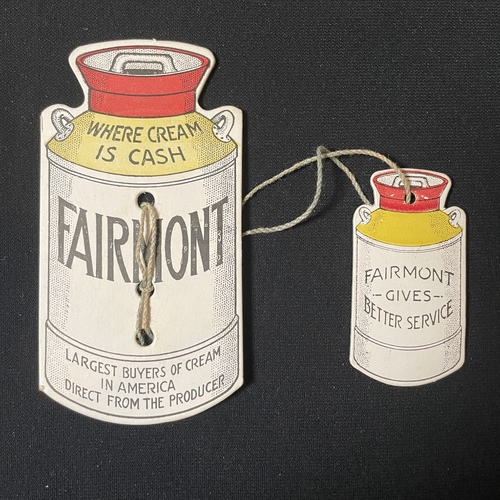 WHERE CREAM
IS CASH
FAIRMONT
LARGEST BUYERS OF CREAM
IN AMERICA
DIRECT FROM THE PRODUCER
FAIRMONT
-GIVES-
BETTER SERVICE